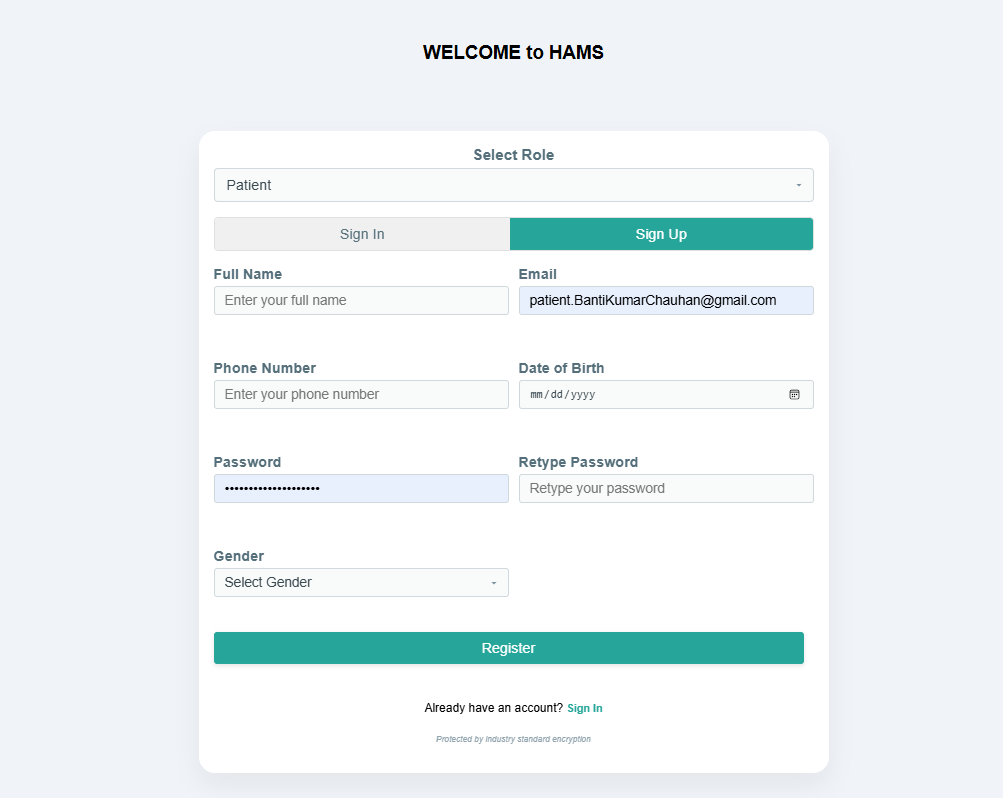 WELCOME to HAMS
Select Role
Patient
Sign In Sign Up
Full Name Email
Enter your full name patient.BantiKumarChauhan@gmail.com
Phone Number Date of Birth
Enter your phone number mm/dd/yyyy
Password Retype Password
•••••••••••••••••••• Retype your password
Gender
Select Gender
Register
Already have an account? Sign In
Protected by Industry standard encryption